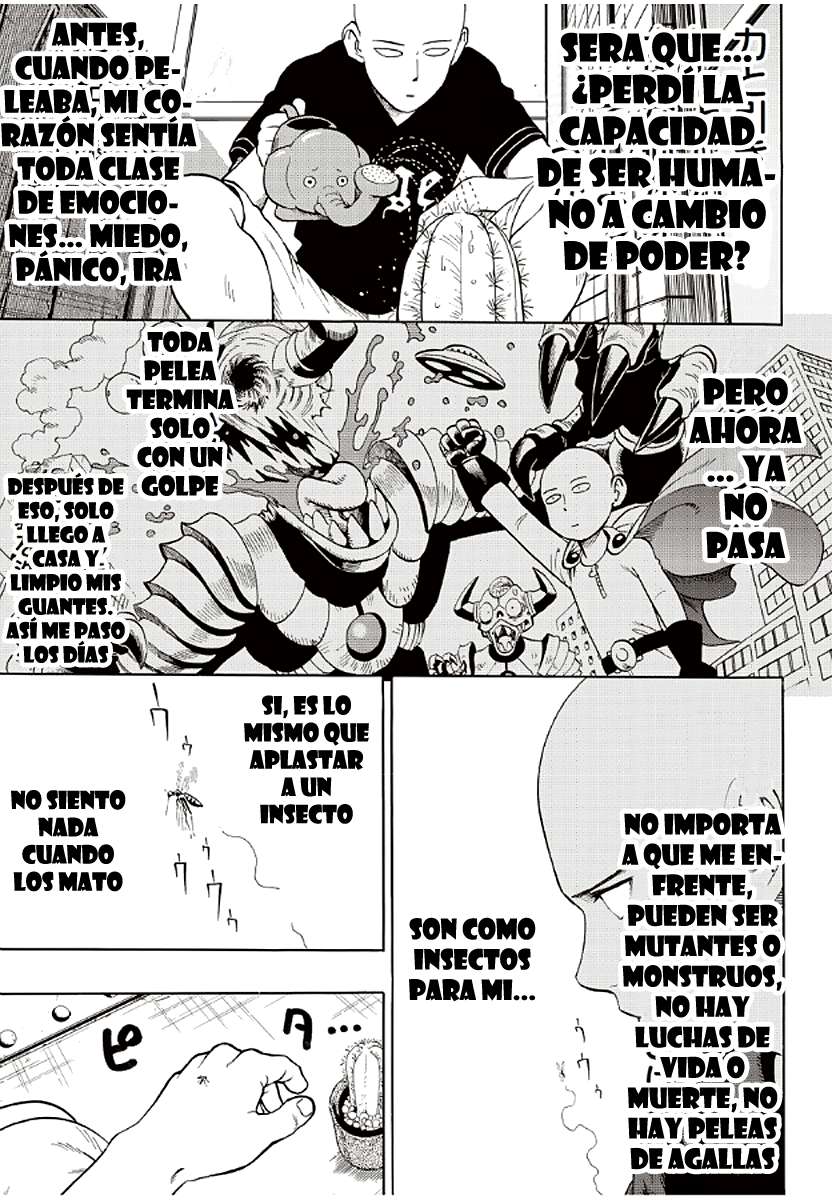 SERA QUE...
¿PERDÍ LA
CAPACIDAD
DE SER HUMA-
NO A CAMBIO
DE PODER?
ANTES,
CUANDO PE-
LEABA, MI CO-
RAZÓN SENTÍA
TODA CLASE
DE EMOCIO-
NES... MIEDO,
PÁNICO, IRA
PERO
AHORA
... YA
NO
PASA
TODA
PELEA
TERMINA
SOLO
CON UN
GOLPE
DESPUÉS DE
ESO, SOLO
LLEGO A
CASA Y
LIMPIO MIS
GUANTES.
ASÍ ME PASO
LOS DÍAS
NO IMPORTA
A QUE ME EN-
FRENTE,
PUEDEN SER
MUTANTES O
MONSTRUOS,
NO HAY
LUCHAS DE
VIDA O
MUERTE, NO
HAY PELEAS
DE AGALLAS
SON COMO
INSECTOS
PARA MI...
SI, ES LO
MISMO QUE
APLASTAR
A UN
INSECTO
NO SIENTO
NADA
CUANDO
LOS MATO
ピタ...